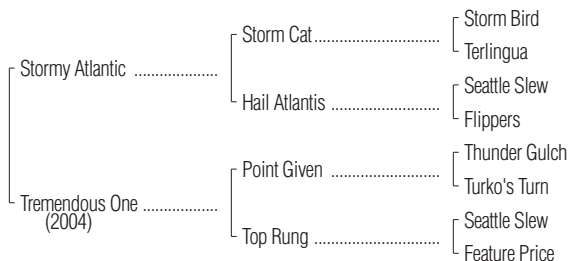 Storm Bird
Storm Cat........................................
Terlingua
Stormy Atlantic .....................
Seattle Slew
Hail Atlantis ...................................
Flippers
Thunder Gulch
Point Given ...................................
Turko's Turn
Tremendous One ...................
(2004)
Seattle Slew
Top Rung ........................................
Feature Price